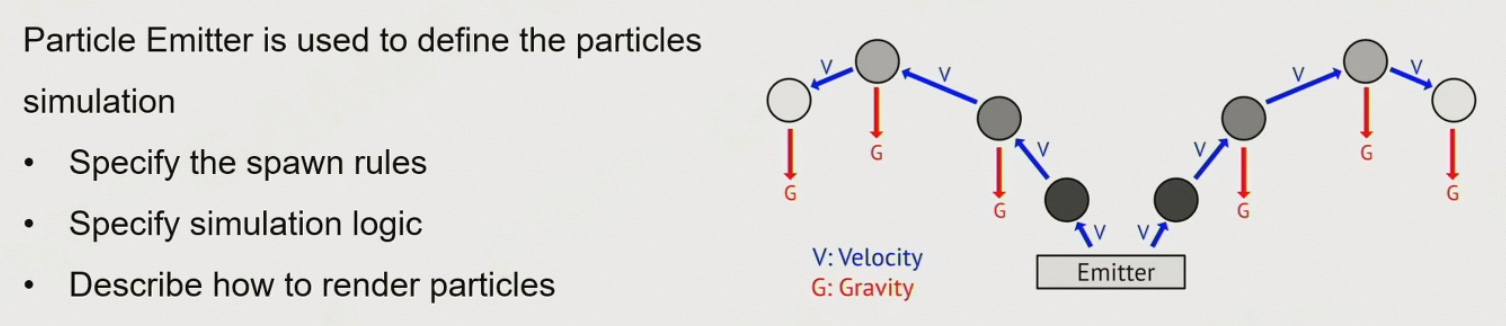 Particle Emitter is used to define the particles
simulation
• Specify the spawn rules
• Specify simulation logic
• Describe how to render particles
V V V V
G G G G
V V
G G
V V
V: Velocity
G: Gravity
Emitter